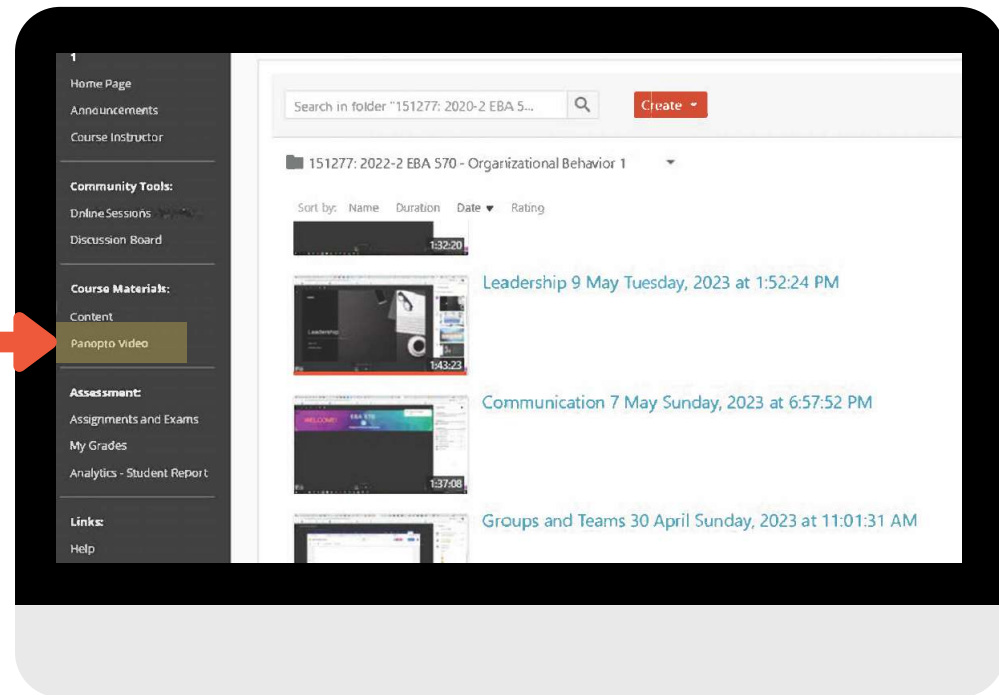 1
Home Page
Announcements
Course Instructor
Community Tools:
Online Sessions
Discussion Board
Course Materials:
Content
Panopto Video
Assessment:
Assignments and Exams
My Grades
Analytics - Student Report
Links:
Help
Search in folder "151277: 2020-2 EBA 5...
Create
151277: 2022-2 EBA 570 - Organizational Behavior 1
Sort by: Name Duration Date Rating
1:32:20
Leadership 9 May Tuesday, 2023 at 1:52:24 PM
Leadership
1:43:23
Communication 7 May Sunday, 2023 at 6:57:52 PM
WELCOME! EBA 570
1:37:08
Groups and Teams 30 April Sunday, 2023 at 11:01:31 AM